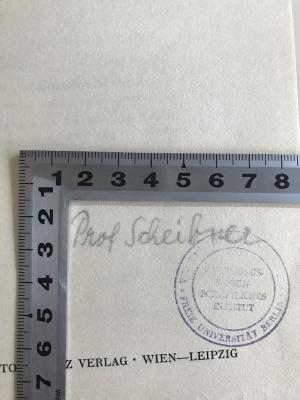 1 2 3 4 5 6 7 8
1
2
3
4
5
6
7
Prof Scheibner
FREIE UNIVERSITÄT BERLIN
INSTITUT
Z VERLAG · WIEN—LEIPZIG